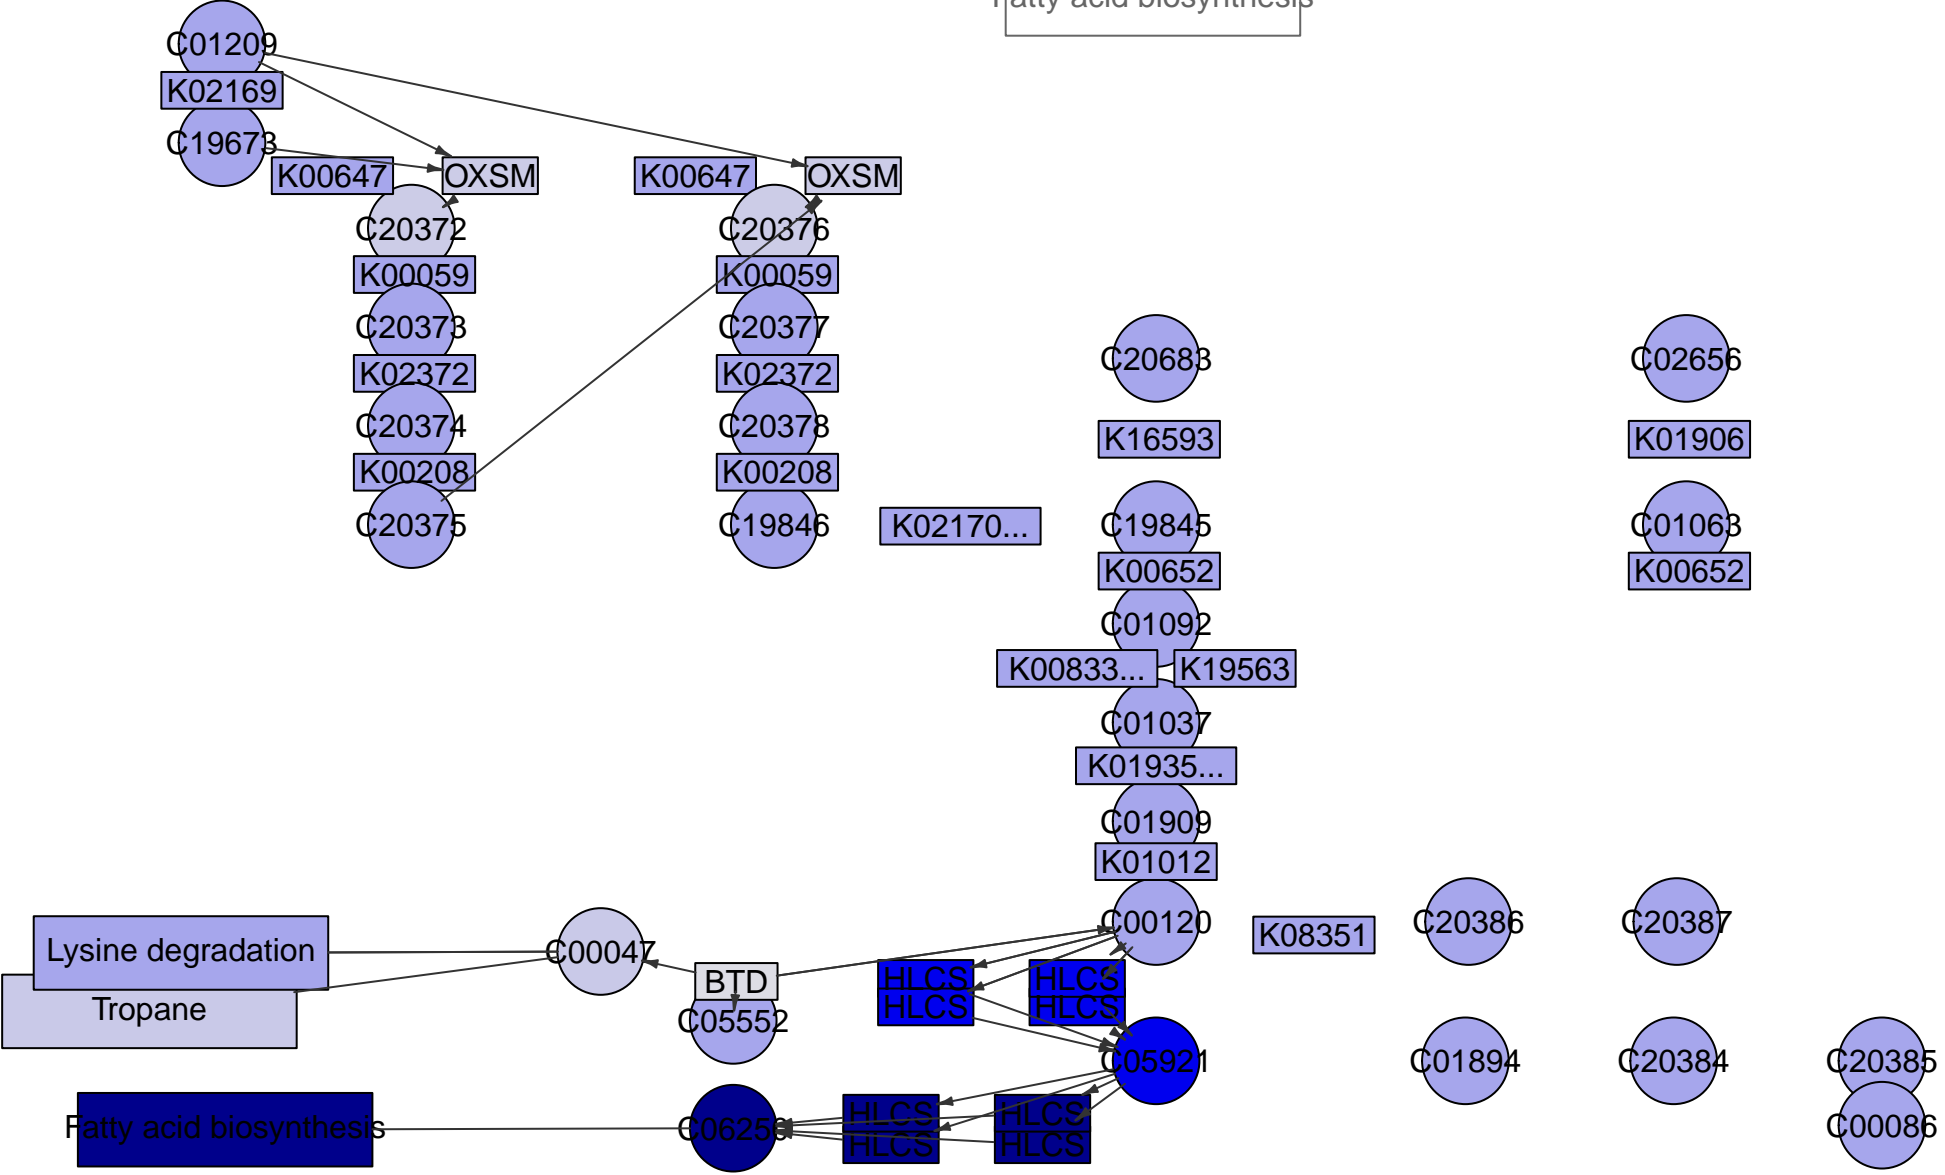 Fatty acid biosynthesis
C01209
K02169
C19673
K00647
OXSM
K00647
OXSM
C20372
C20376
K00059
K00059
C20373
C20377
K02372
K02372
C20683
C02656
C20374
C20378
K16593
K01906
K00208
K00208
C20375
C19846
K02170...
C19845
C01063
K00652
K00652
C01092
K00833...
K19563
C01037
K01935...
C01909
K01012
C00120
K08351
C20386
C20387
Lysine degradation
C00047
BTD
HLCS
HLCS
Tropane
C05552
HLCS
HLCS
C05921
C01894
C20384
C20385
Fatty acid biosynthesis
C06250
HLCS
HLCS
HLCS
HLCS
C00086